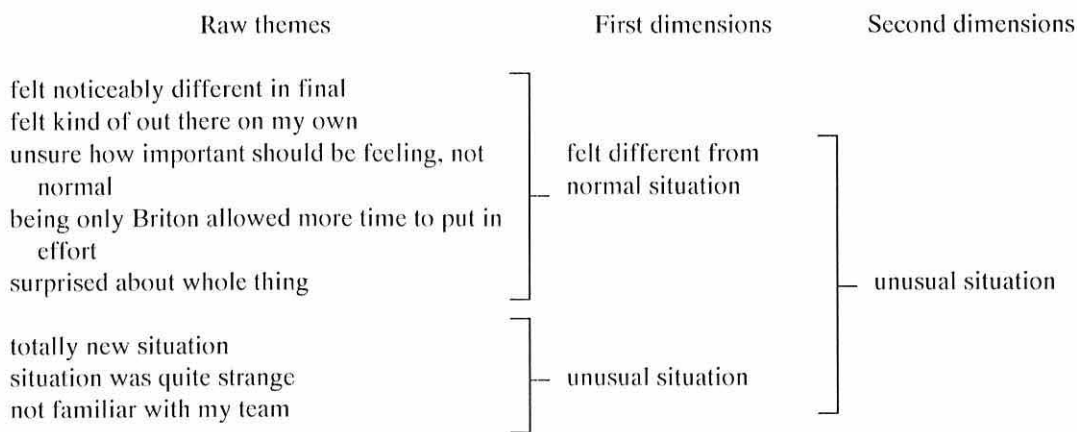 Raw themes First dimensions Second dimensions
felt noticeably different in final
felt kind of out there on my own
unsure how important should be feeling, not
normal
being only Briton allowed more time to put in
effort
surprised about whole thing
felt different from
normal situation
totally new situation
situation was quite strange
not familiar with my team
unusual situation
unusual situation